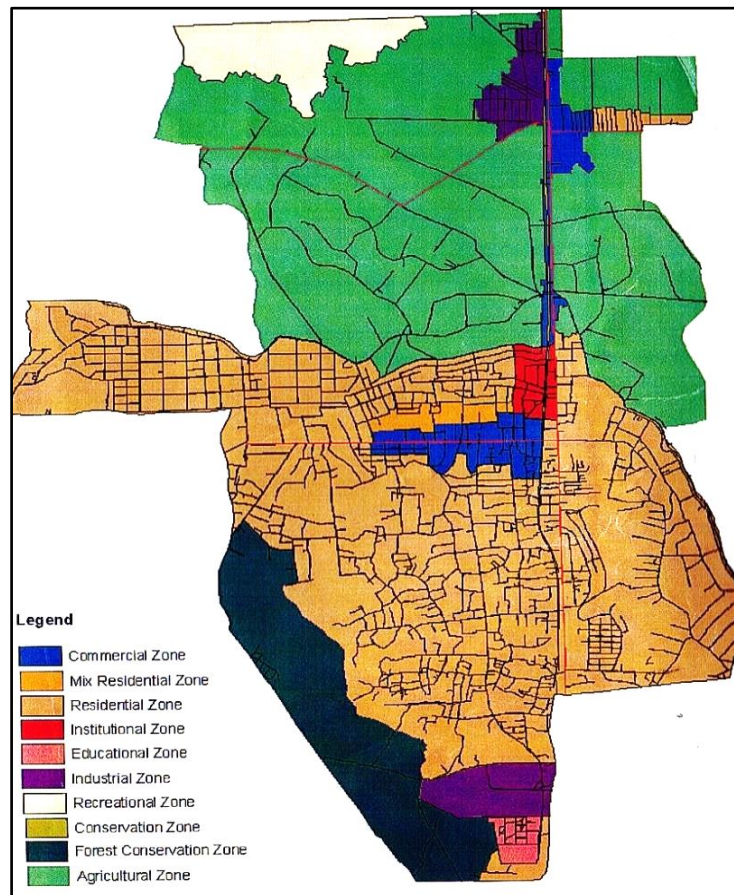 Legend
Commercial Zone
Mix Residential Zone
Residential Zone
Institutional Zone
Educational Zone
Industrial Zone
Recreational Zone
Conservation Zone
Forest Conservation Zone
Agricultural Zone